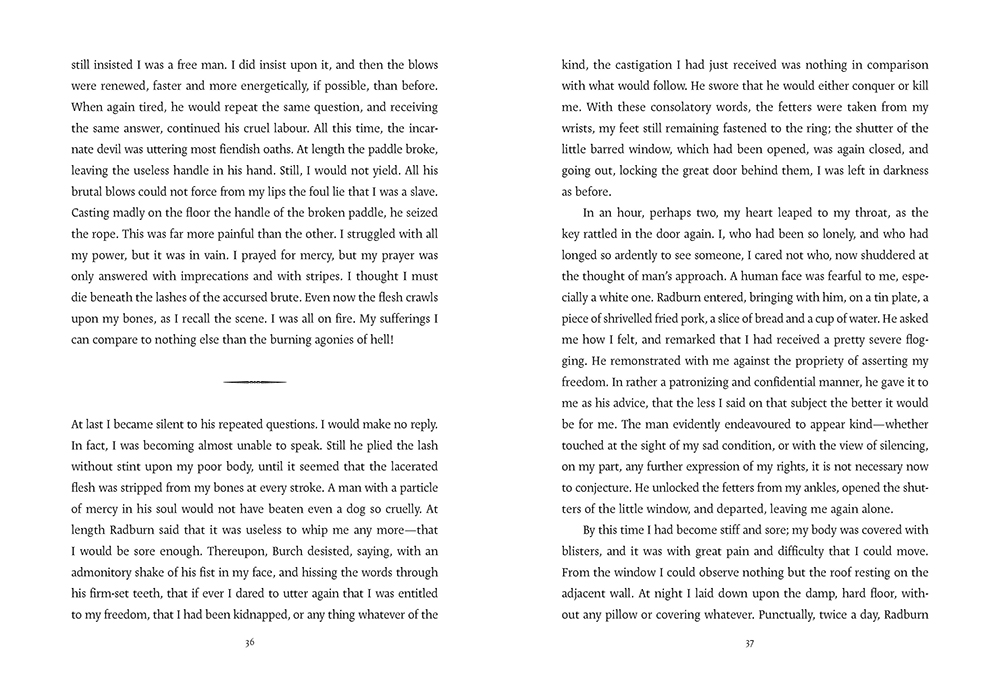 still insisted I was a free man. I did insist upon it, and then the blows
were renewed, faster and more energetically, if possible, than before.
When again tired, he would repeat the same question, and receiving
the same answer, continued his cruel labour. All this time, the incar-
nate devil was uttering most fiendish oaths. At length the paddle broke,
leaving the useless handle in his hand. Still, I would not yield. All his
brutal blows could not force from my lips the foul lie that I was a slave.
Casting madly on the floor the handle of the broken paddle, he seized
the rope. This was far more painful than the other. I struggled with all
my power, but it was in vain. I prayed for mercy, but my prayer was
only answered with imprecations and with stripes. I thought I must
die beneath the lashes of the accursed brute. Even now the flesh crawls
upon my bones, as I recall the scene. I was all on fire. My sufferings I
can compare to nothing else than the burning agonies of hell!
At last I became silent to his repeated questions. I would make no reply.
In fact, I was becoming almost unable to speak. Still he plied the lash
without stint upon my poor body, until it seemed that the lacerated
flesh was stripped from my bones at every stroke. A man with a particle
of mercy in his soul would not have beaten even a dog so cruelly. At
length Radburn said that it was useless to whip me any more—that
I would be sore enough. Thereupon, Burch desisted, saying, with an
admonitory shake of his fist in my face, and hissing the words through
his firm-set teeth, that if ever I dared to utter again that I was entitled
to my freedom, that I had been kidnapped, or any thing whatever of the
36
kind, the castigation I had just received was nothing in comparison
with what would follow. He swore that he would either conquer or kill
me. With these consolatory words, the fetters were taken from my
wrists, my feet still remaining fastened to the ring; the shutter of the
little barred window, which had been opened, was again closed, and
going out, locking the great door behind them, I was left in darkness
as before.
In an hour, perhaps two, my heart leaped to my throat, as the
key rattled in the door again. I, who had been so lonely, and who had
longed so ardently to see someone, I cared not who, now shuddered at
the thought of man's approach. A human face was fearful to me, espe-
cially a white one. Radburn entered, bringing with him, on a tin plate, a
piece of shrivelled fried pork, a slice of bread and a cup of water. He asked
me how I felt, and remarked that I had received a pretty severe flog-
ging. He remonstrated with me against the propriety of asserting my
freedom. In rather a patronizing and confidential manner, he gave it to
me as his advice, that the less I said on that subject the better it would
be for me. The man evidently endeavoured to appear kind—whether
touched at the sight of my sad condition, or with the view of silencing,
on my part, any further expression of my rights, it is not necessary now
to conjecture. He unlocked the fetters from my ankles, opened the shut-
ters of the little window, and departed, leaving me again alone.
By this time I had become stiff and sore; my body was covered with
blisters, and it was with great pain and difficulty that I could move.
From the window I could observe nothing but the roof resting on the
adjacent wall. At night I laid down upon the damp, hard floor, with-
out any pillow or covering whatever. Punctually, twice a day, Radburn
37